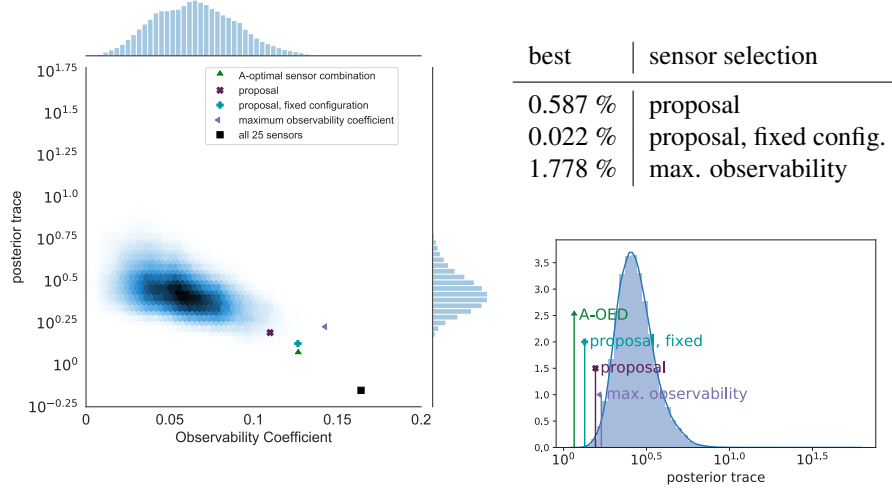 10^1.75
10^1.5
10^1.25
10^1.0
10^0.75
10^0.5
10^0.25
10^0
10^−0.25
posterior trace
A-optimal sensor combination
proposal
proposal, fixed configuration
maximum observability coefficient
all 25 sensors
0 0.05 0.1 0.15 0.2
Observability Coefficient
best sensor selection
0.587 % proposal
0.022 % proposal, fixed config.
1.778 % max. observability
3.5
3.0
2.5
2.0
1.5
1.0
0.5
0.0
A-OED
proposal, fixed
proposal
max. observability
10^0 10^0.5 10^1.0 10^1.5
posterior trace